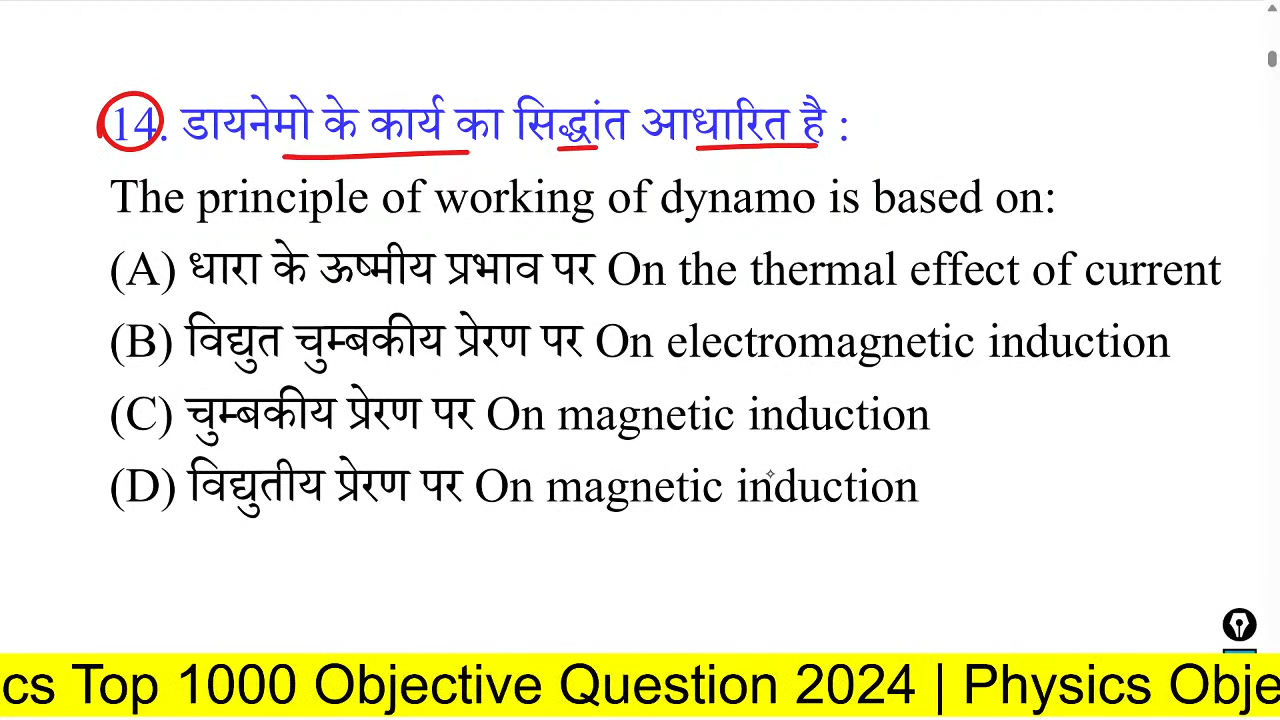 14. डायनेमो के कार्य का सिद्धांत आधारित है :
The principle of working of dynamo is based on:
(A) धारा के ऊष्मीय प्रभाव पर On the thermal effect of current
(B) विद्युत चुम्बकीय प्रेरण पर On electromagnetic induction
(C) चुम्बकीय प्रेरण पर On magnetic induction
(D) विद्युतीय प्रेरण पर On magnetic induction
cs Top 1000 Objective Question 2024 | Physics Obje